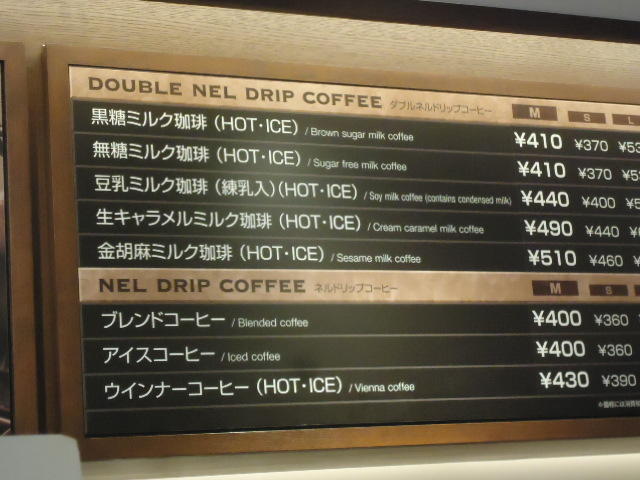 DOUBLE NEL DRIP COFFEE ダブルネルドリップコーヒー M S L
黒糖ミルク珈琲 (HOT・ICE) / Brown sugar milk coffee ¥410 ¥370
無糖ミルク珈琲 (HOT・ICE) / Sugar free milk coffee ¥410 ¥370
豆乳ミルク珈琲 (練乳入)(HOT・ICE) / Soy milk coffee (contains condensed milk) ¥440 ¥400
生キャラメルミルク珈琲 (HOT・ICE) / Cream caramel milk coffee ¥490 ¥440
金胡麻ミルク珈琲 (HOT・ICE) / Sesame milk coffee ¥510 ¥460
NEL DRIP COFFEE ネルドリップコーヒー M S
ブレンドコーヒー / Blended coffee ¥400 ¥360
アイスコーヒー / Iced coffee ¥400 ¥360
ウインナーコーヒー (HOT・ICE) / Vienna coffee ¥430 ¥390